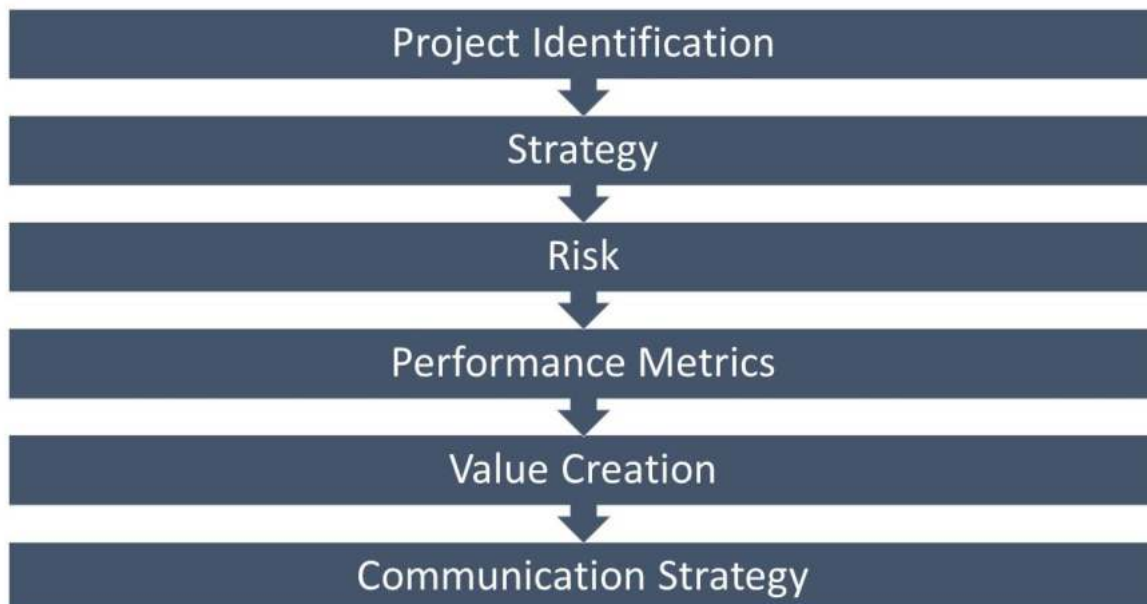 Project Identification
Strategy
Risk
Performance Metrics
Value Creation
Communication Strategy